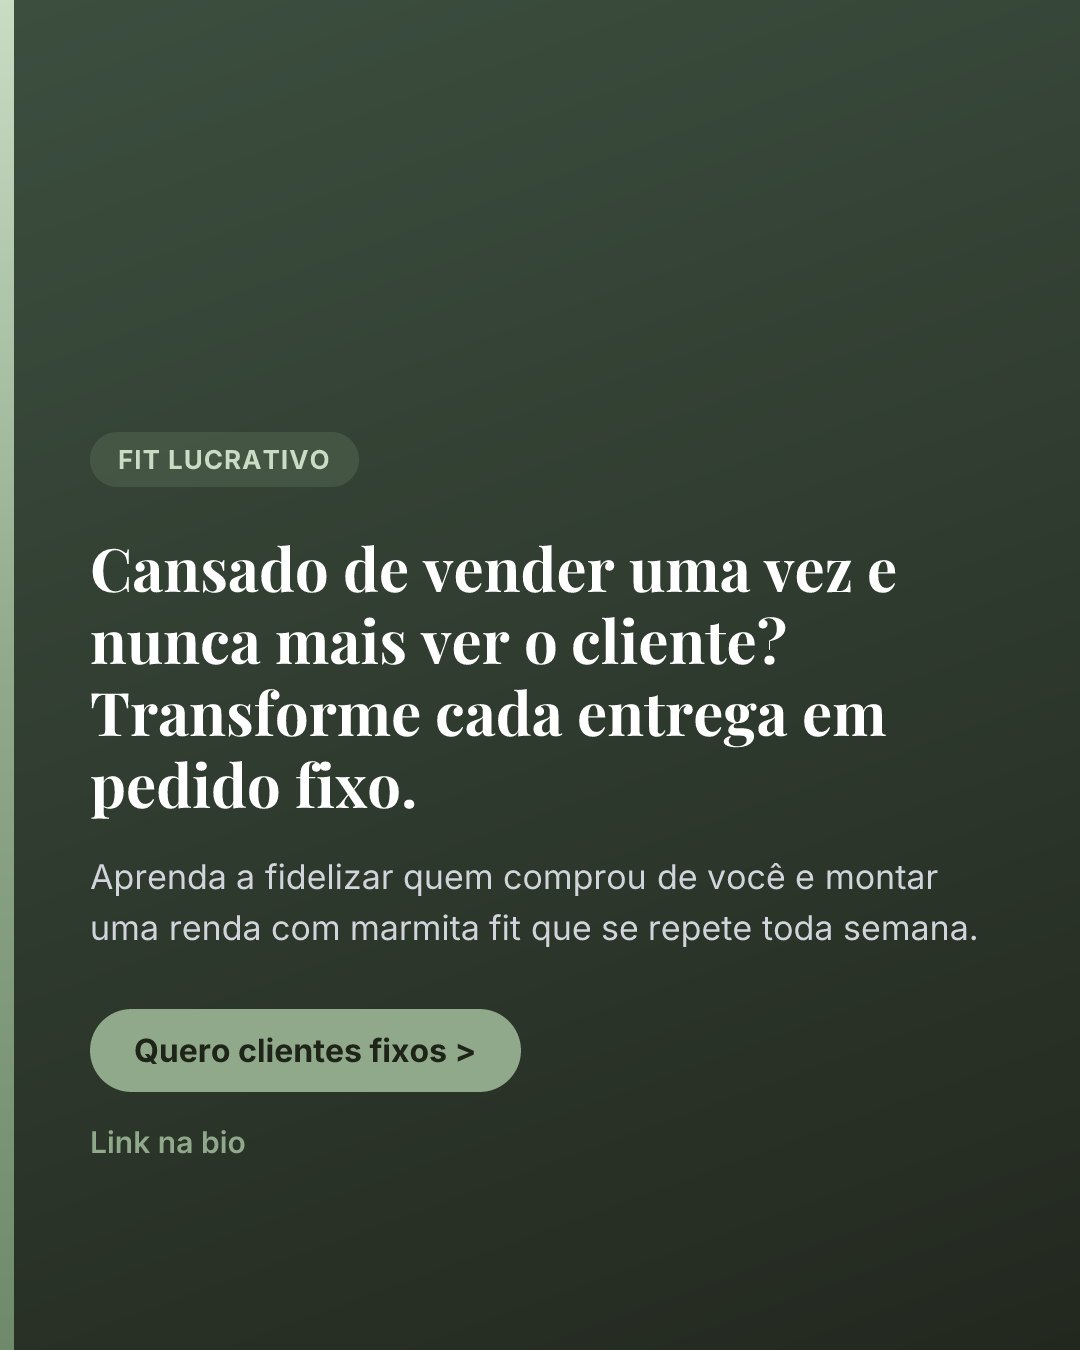 FIT LUCRATIVO
Cansado de vender uma vez e
nunca mais ver o cliente?
Transforme cada entrega em
pedido fixo.
Aprenda a fidelizar quem comprou de você e montar
uma renda com marmita fit que se repete toda semana.
Quero clientes fixos >
Link na bio